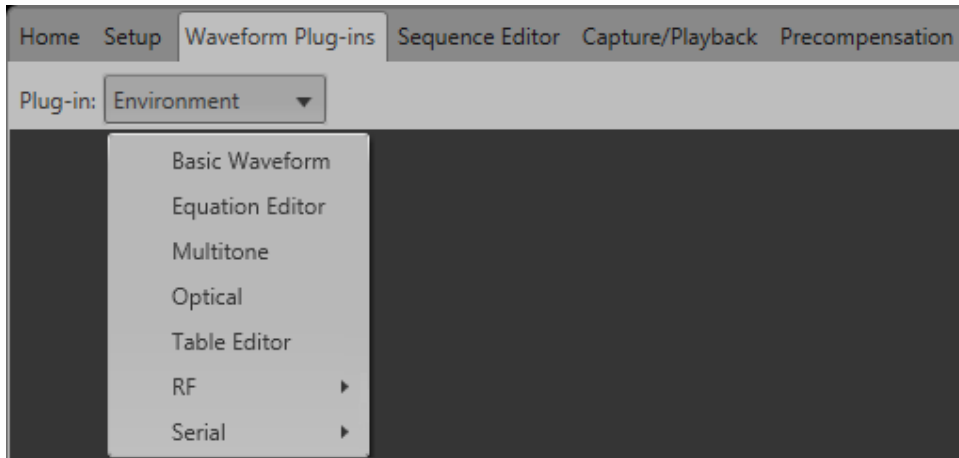 Home Setup Waveform Plug-ins Sequence Editor Capture/Playback Precompensation
Plug-in: Environment
Basic Waveform
Equation Editor
Multitone
Optical
Table Editor
RF
Serial